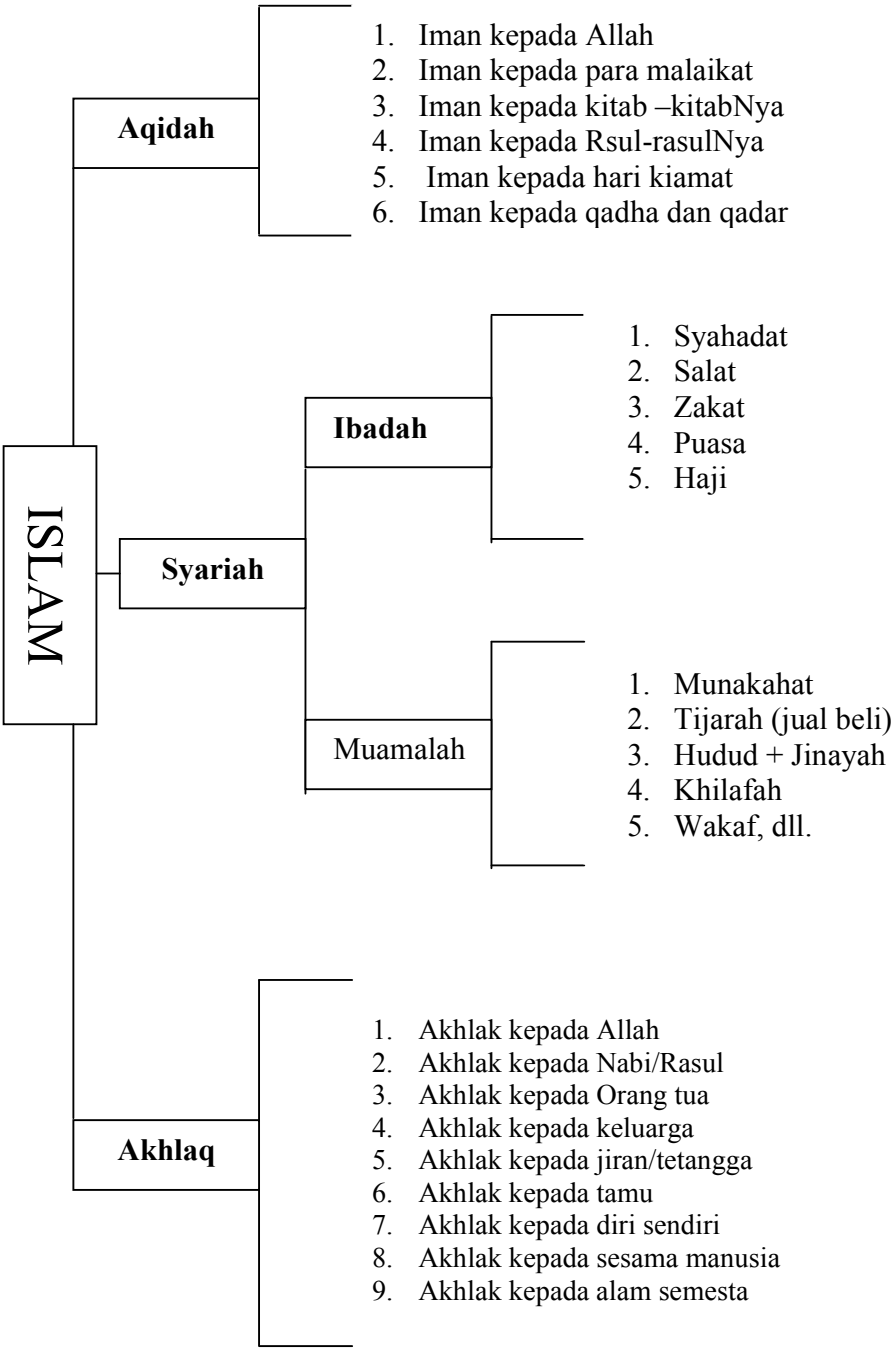 ISLAM
Aqidah
1. Iman kepada Allah
2. Iman kepada para malaikat
3. Iman kepada kitab –kitabNya
4. Iman kepada Rsul-rasulNya
5. Iman kepada hari kiamat
6. Iman kepada qadha dan qadar
Syariah
Ibadah
1. Syahadat
2. Salat
3. Zakat
4. Puasa
5. Haji
Muamalah
1. Munakahat
2. Tijarah (jual beli)
3. Hudud + Jinayah
4. Khilafah
5. Wakaf, dll.
Akhlaq
1. Akhlak kepada Allah
2. Akhlak kepada Nabi/Rasul
3. Akhlak kepada Orang tua
4. Akhlak kepada keluarga
5. Akhlak kepada jiran/tetangga
6. Akhlak kepada tamu
7. Akhlak kepada diri sendiri
8. Akhlak kepada sesama manusia
9. Akhlak kepada alam semesta